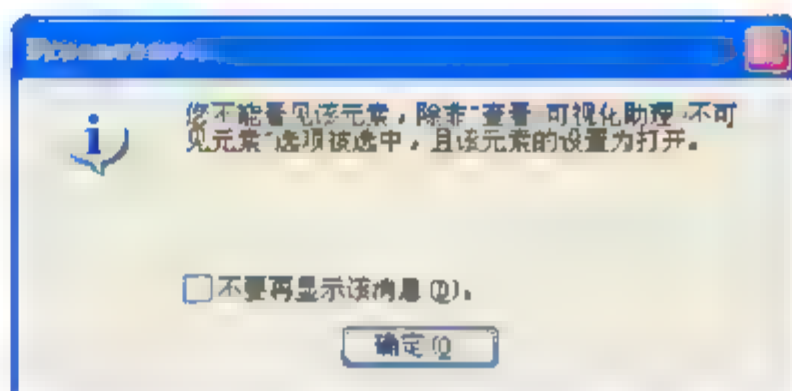 您不能看见该元素，除非"查看 可视化助理 不可
见元素"选项被选中，且该元素的设置为打开。
不要再显示该消息(D)。
确定